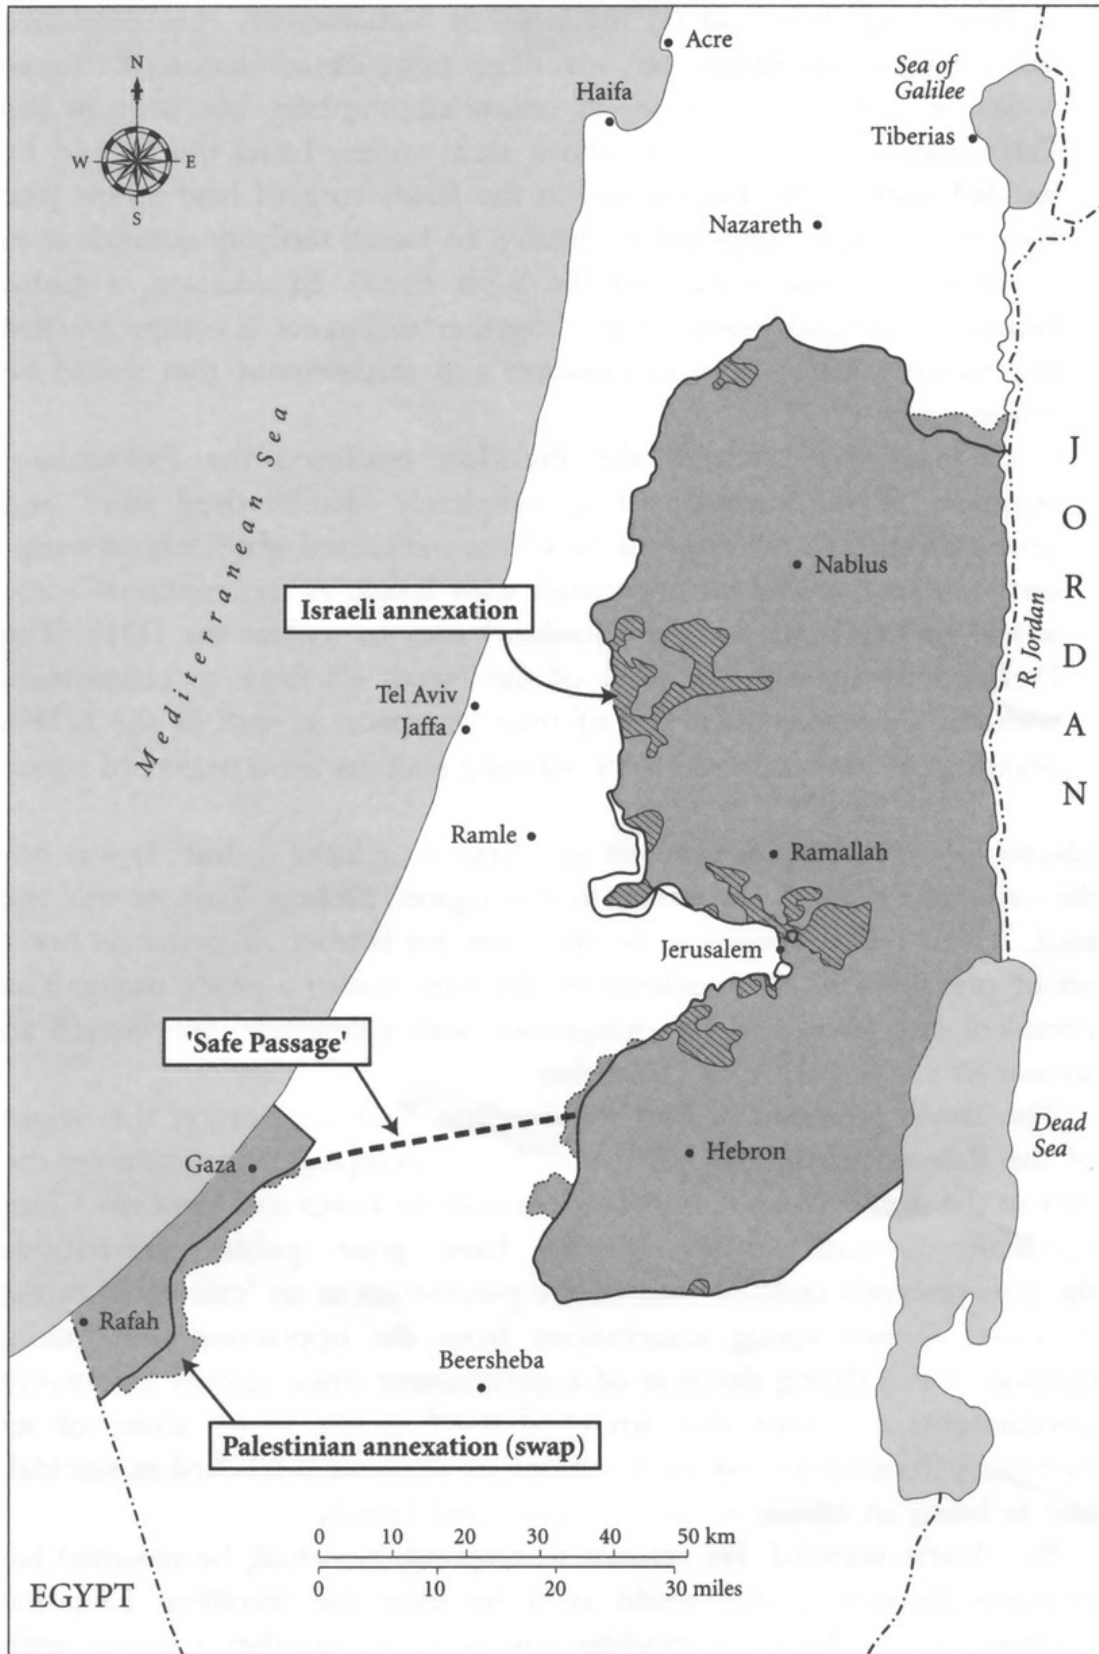 Acre
Sea of
Galilee
N
Haifa
Tiberias
W
E
S
Nazareth
Mediterranean Sea
JORDAN
R. Jordan
Nablus
Israeli annexation
Tel Aviv
Jaffa
Ramle
Ramallah
Jerusalem
'Safe Passage'
Dead
Sea
Hebron
Gaza
Rafah
Beersheba
Palestinian annexation (swap)
0 10 20 30 40 50 km
0 10 20 30 miles
EGYPT